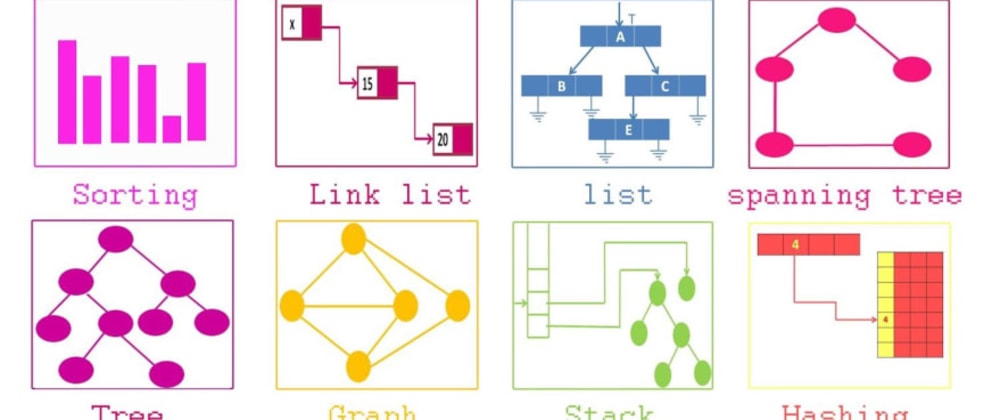 x
15
20
T
A
B
C
E
Sorting
Link list
list
spanning tree
4
4
Tree
Graph
Stack
Hashing